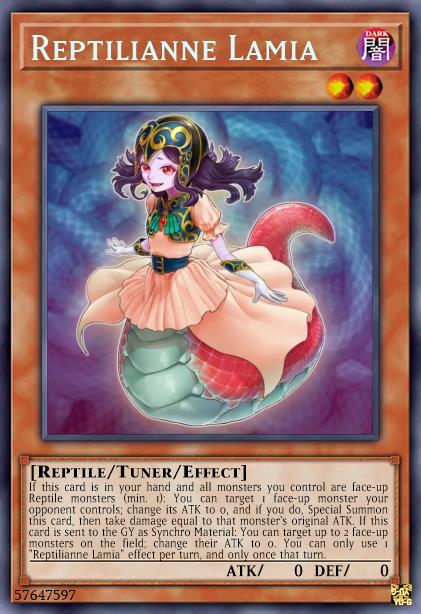 REPTILIANNE LAMIA
DARK
闇
[REPTILE/TUNER/EFFECT]
If this card is in your hand and all monsters you control are face-up
Reptile monsters (min. 1): You can target 1 face-up monster your
opponent controls; change its ATK to 0, and if you do, Special Summon
this card, then take damage equal to that monster's original ATK. If this
card is sent to the GY as Synchro Material: You can target up to 2 face-up
monsters on the field; change their ATK to 0. You can only use 1
"Reptilianne Lamia" effect per turn, and only once that turn.
ATK/ 0 DEF/ 0
57647597